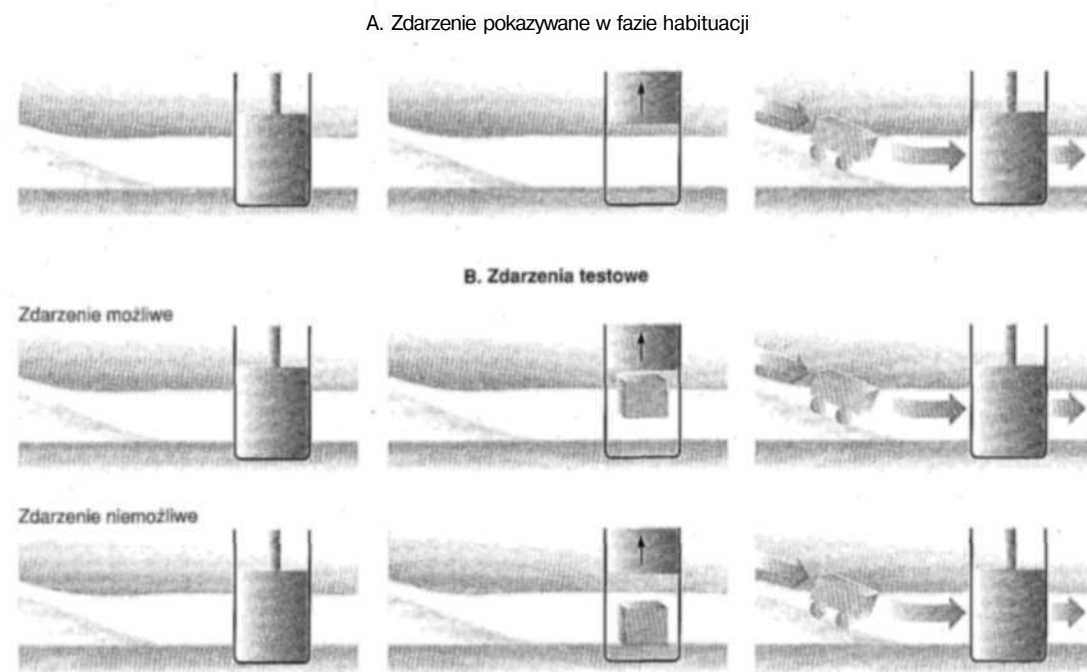 A. Zdarzenie pokazywane w fazie habituacji
B. Zdarzenia testowe
Zdarzenie możliwe
Zdarzenie niemożliwe